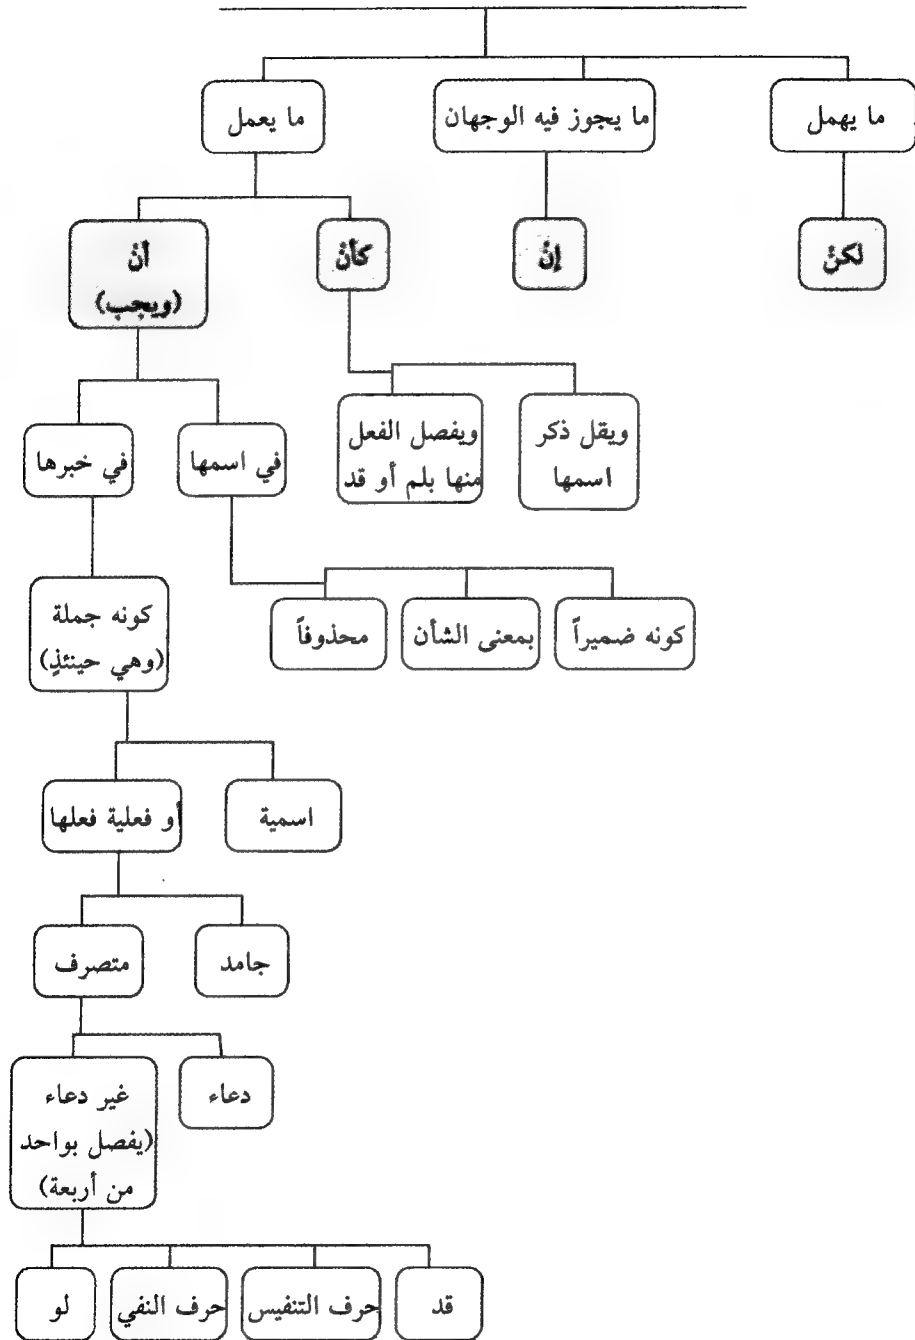 ما يهمل
ما يجوز فيه الوجهان
ما يعمل
لكنْ
إنْ
كأنْ
أنْ
(ويجب)
ويقل ذكر
اسمها
ويفصل الفعل
منها بلم أو قد
في اسمها
في خبرها
كونه ضميراً
بمعنى الشأن
محذوفاً
كونه جملة
(وهي حينئذٍ)
اسمية
أو فعلية فعلها
جامد
متصرف
دعاء
غير دعاء
(يفصل بواحد
من أربعة)
قد
حرف التنفيس
حرف النفي
لو